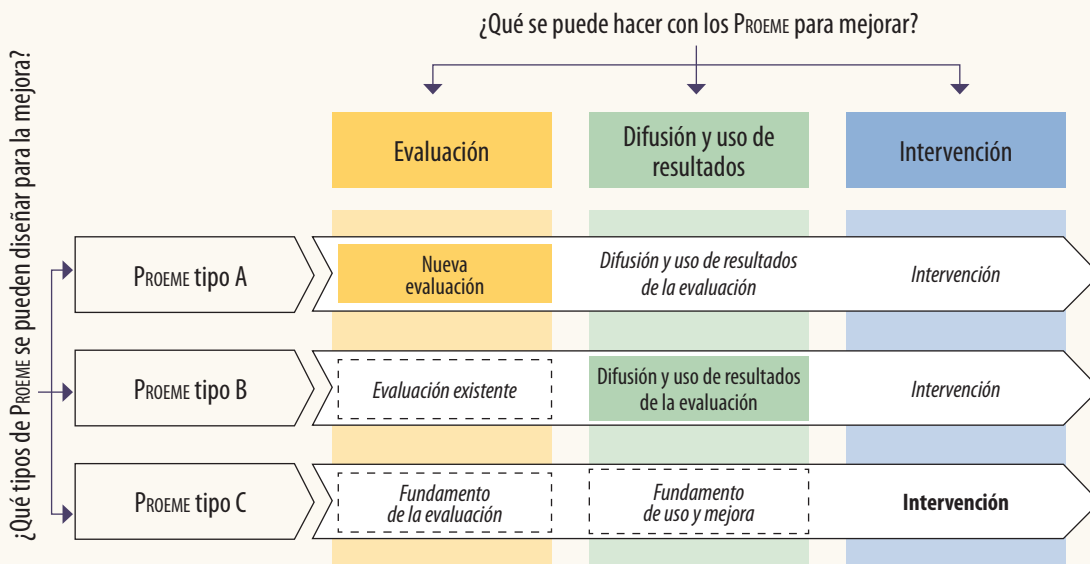 ¿Qué se puede hacer con los PROEME para mejorar?
¿Qué tipos de PROEME se pueden diseñar para la mejora?
Evaluación
Difusión y uso de
resultados
Intervención
PROEME tipo A
Nueva
evaluación
Difusión y uso de resultados
de la evaluación
Intervención
PROEME tipo B
Evaluación existente
Difusión y uso de resultados
de la evaluación
Intervención
PROEME tipo C
Fundamento
de la evaluación
Fundamento
de uso y mejora
Intervención